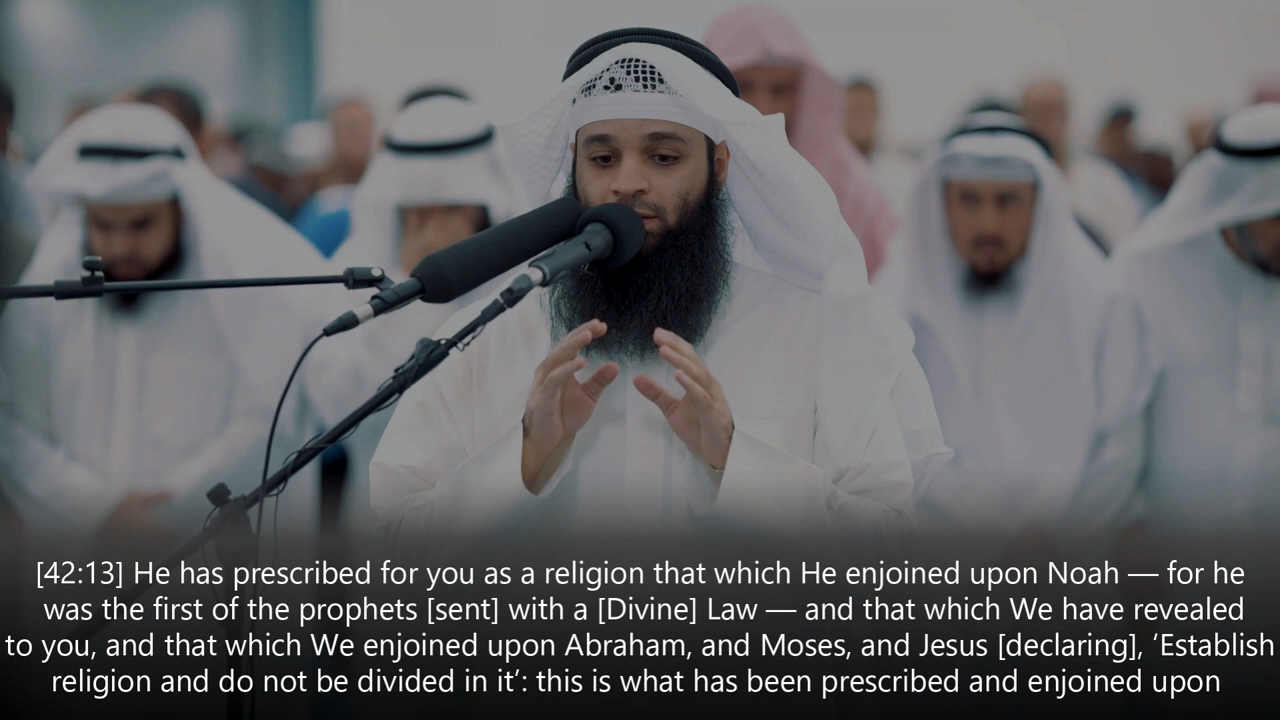 [42:13] He has prescribed for you as a religion that which He enjoined upon Noah — for he
was the first of the prophets [sent] with a [Divine] Law — and that which We have revealed
to you, and that which We enjoined upon Abraham, and Moses, and Jesus [declaring], ‘Establish
religion and do not be divided in it’: this is what has been prescribed and enjoined upon